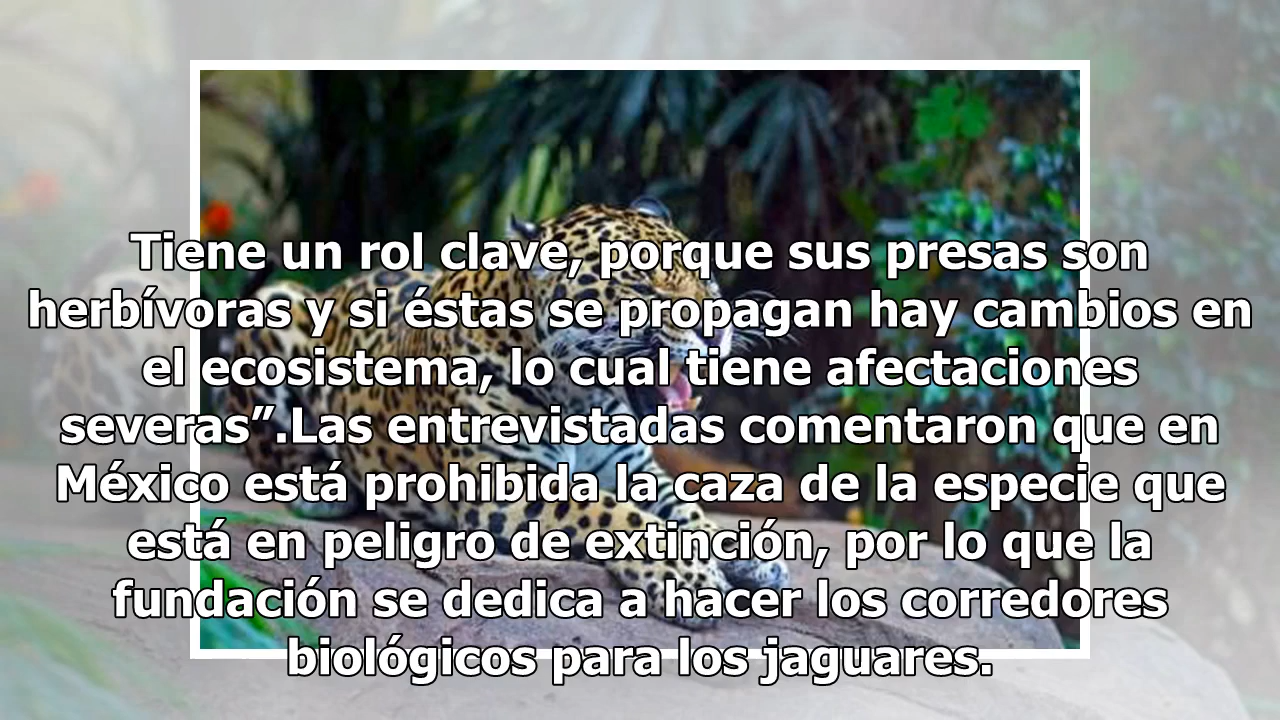 Tiene un rol clave, porque sus presas son
herbívoras y si éstas se propagan hay cambios en
el ecosistema, lo cual tiene afectaciones
severas”.Las entrevistadas comentaron que en
México está prohibida la caza de la especie que
está en peligro de extinción, por lo que la
fundación se dedica a hacer los corredores
biológicos para los jaguares.